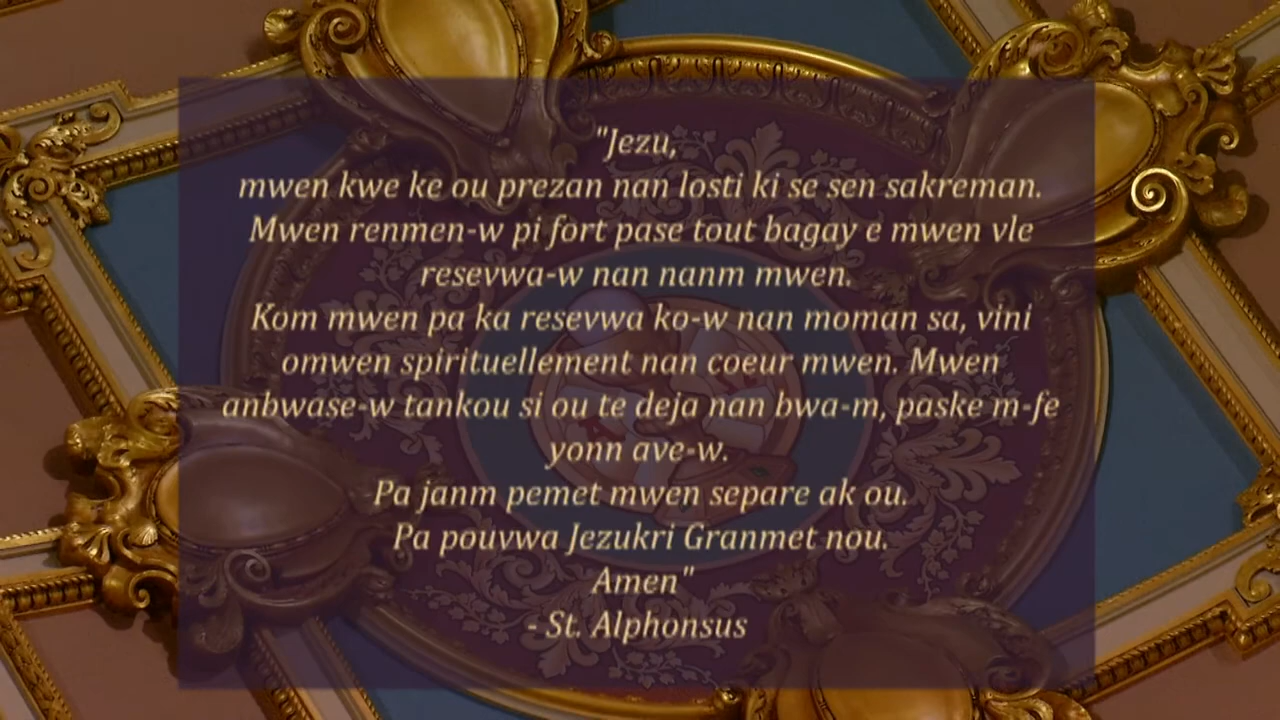 "Jezu,
mwen kwe ke ou prezan nan losti ki se sen sakreman.
Mwen renmen-w pi fort pase tout bagay e mwen vle
resevwa-w nan nanm mwen.
Kom mwen pa ka resevwa ko-w nan moman sa, vini
omwen spirituellement nan coeur mwen. Mwen
anbwase-w tankou si ou te deja nan bwa-m, paske m-fe
yonn ave-w.
Pa janm pemet mwen separe ak ou.
Pa pouvwa Jezukri Granmet nou.
Amen"
- St. Alphonsus